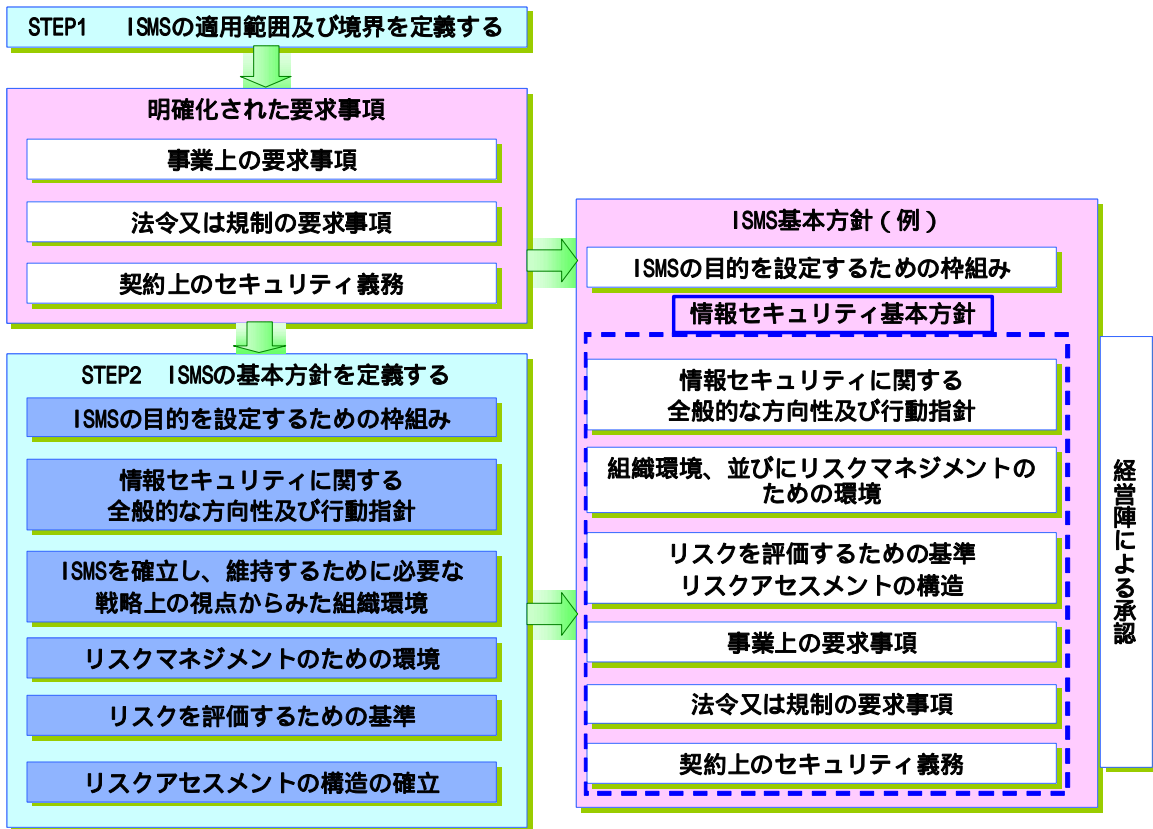 STEP1 ISMSの適用範囲及び境界を定義する
明確化された要求事項
事業上の要求事項
法令又は規制の要求事項
契約上のセキュリティ義務
STEP2 ISMSの基本方針を定義する
ISMSの目的を設定するための枠組み
情報セキュリティに関する
全般的な方向性及び行動指針
ISMSを確立し、維持するために必要な
戦略上の視点からみた組織環境
リスクマネジメントのための環境
リスクを評価するための基準
リスクアセスメントの構造の確立
ISMS基本方針(例)
ISMSの目的を設定するための枠組み
情報セキュリティ基本方針
情報セキュリティに関する
全般的な方向性及び行動指針
組織環境、並びにリスクマネジメントの
ための環境
リスクを評価するための基準
リスクアセスメントの構造
事業上の要求事項
法令又は規制の要求事項
契約上のセキュリティ義務
経営陣による承認